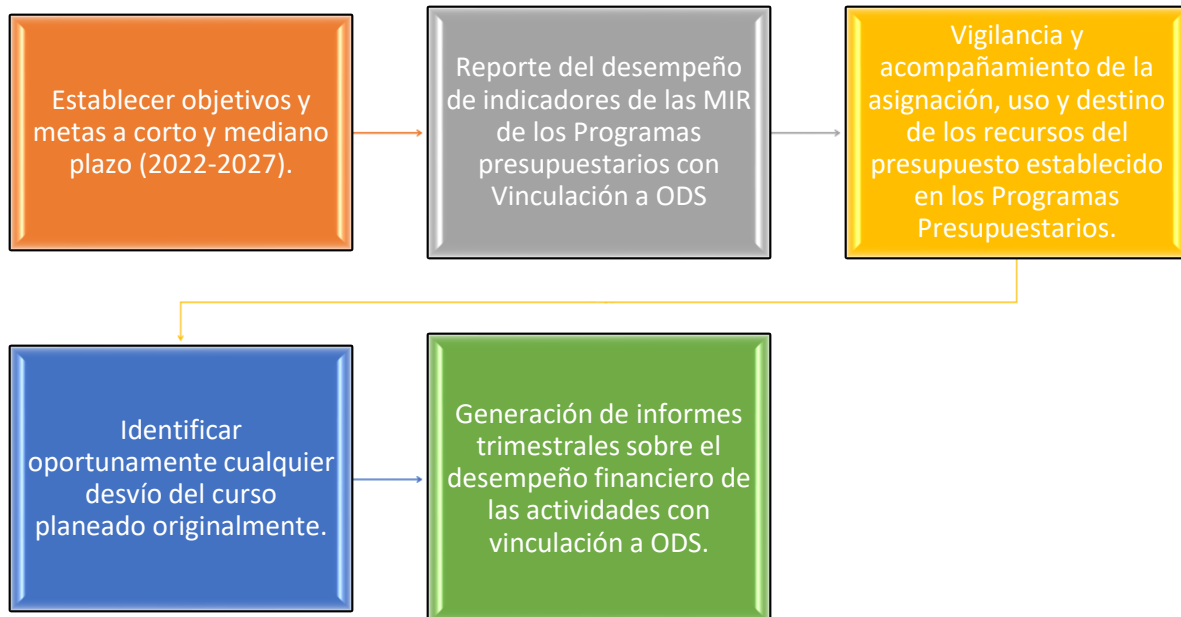 Establecer objetivos y
metas a corto y mediano
plazo (2022-2027).
Reporte del desempeño
de indicadores de las MIR
de los Programas
presupuestarios con
Vinculación a ODS
Vigilancia y
acompañamiento de la
asignación, uso y destino
de los recursos del
presupuesto establecido
en los Programas
Presupuestarios.
Identificar
oportunamente cualquier
desvío del curso
planeado originalmente.
Generación de informes
trimestrales sobre el
desempeño financiero de
las actividades con
vinculación a ODS.